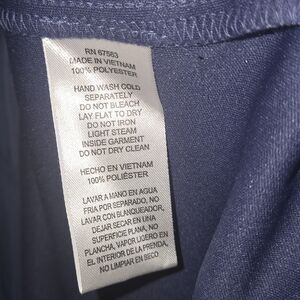 RN 67563
MADE IN VIETNAM
100% POLYESTER
HAND WASH COLD
SEPARATELY
DO NOT BLEACH
LAY FLAT TO DRY
DO NOT IRON
LIGHT STEAM
INSIDE GARMENT
DO NOT DRY CLEAN
HECHO EN VIETNAM
100% POLIÉSTER
LAVAR A MANO EN AGUA
FRIA POR SEPARADO, NO
LAVAR CON BLANQUEADOR,
DEJAR SECAR EN UNA
SUPERFICIE PLANA, NO
PLANCHA, VAPOR LIGERO EN
EL INTERIOR DE LA PRENDA,
NO LIMPIAR EN SECO